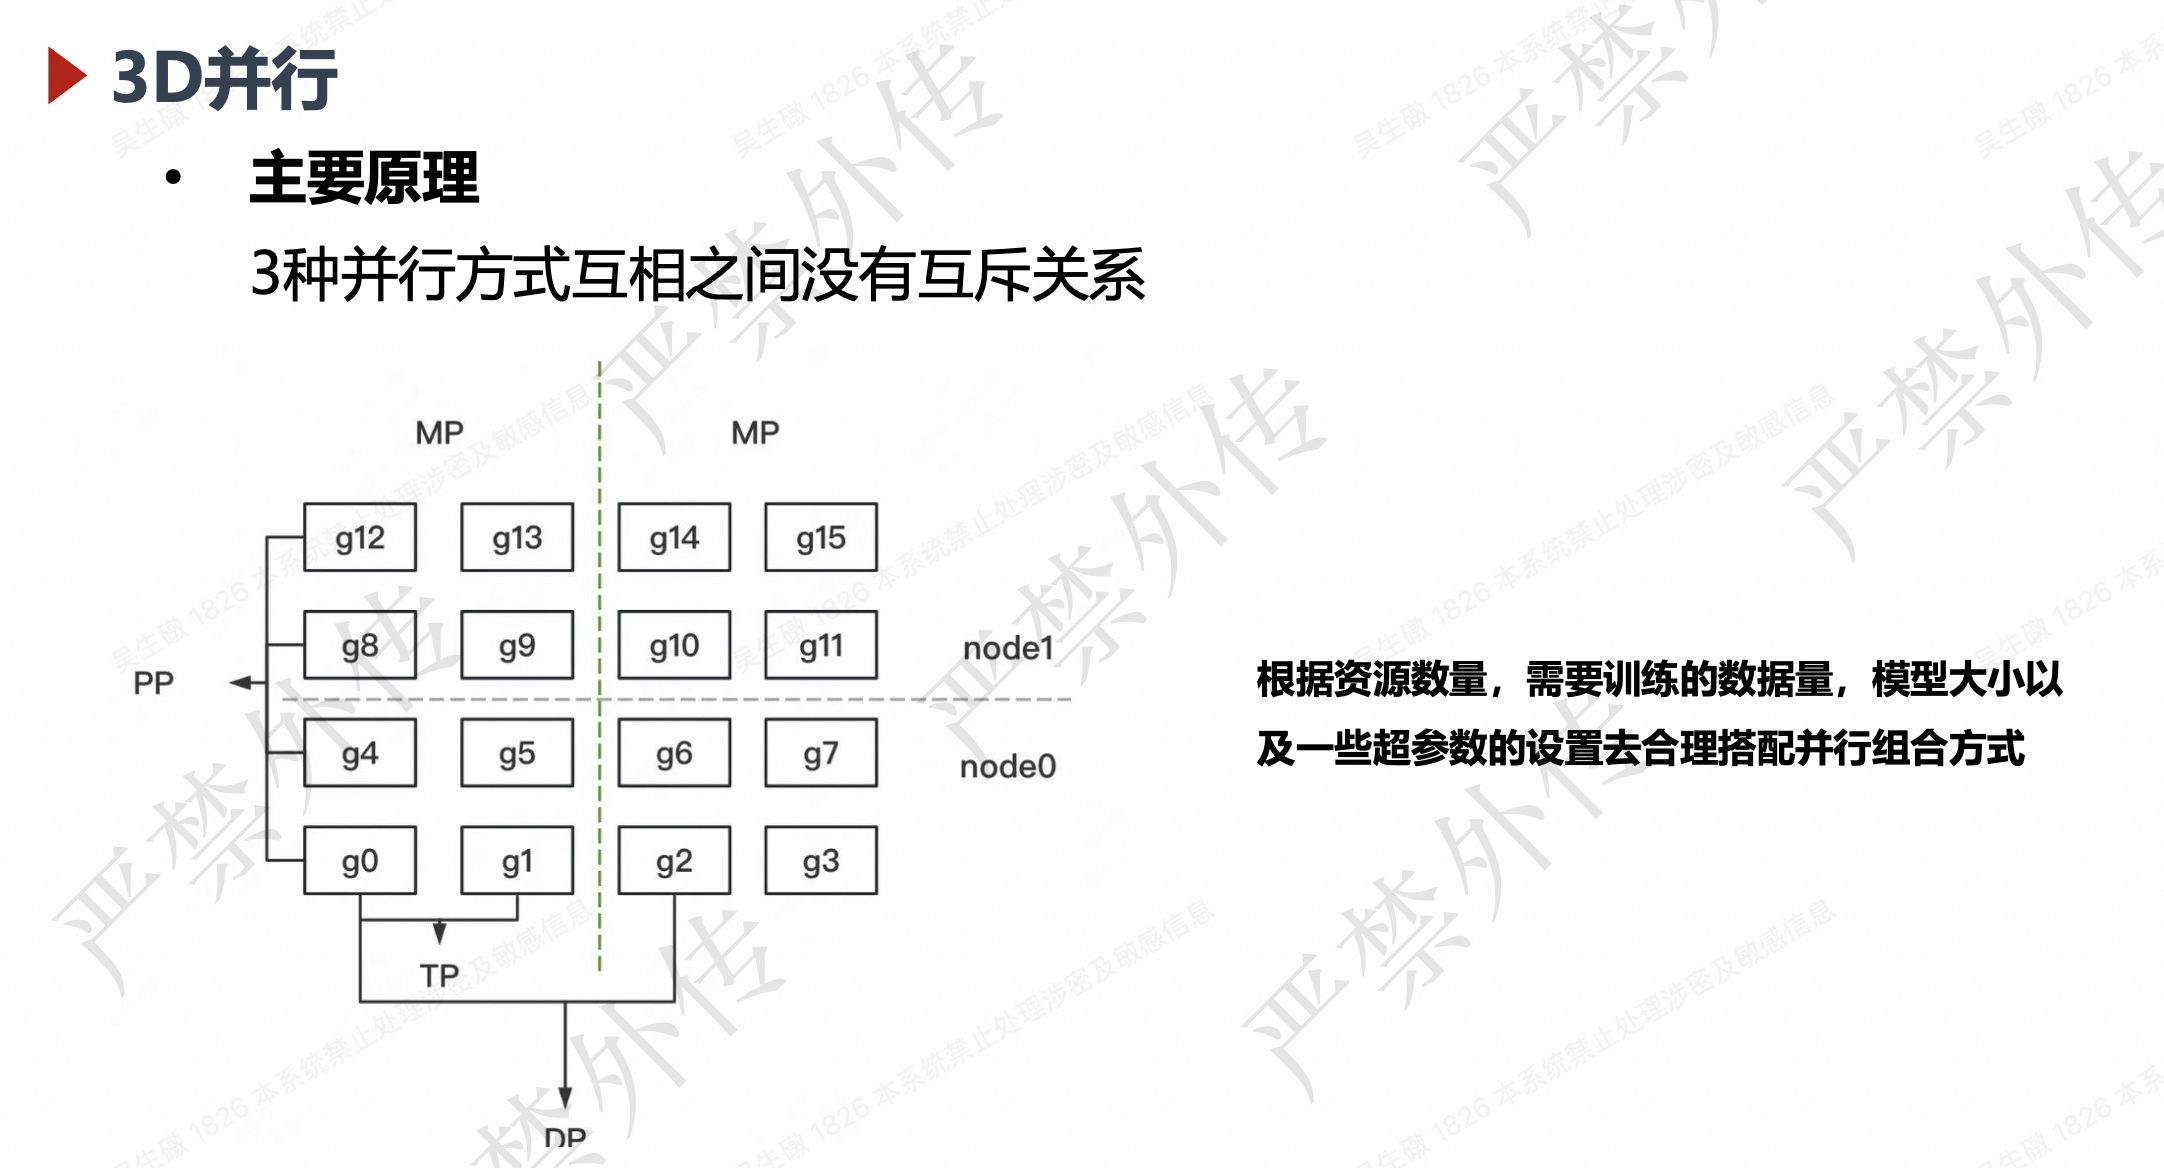 3D并行
• 主要原理
3种并行方式互相之间没有互斥关系
MP MP
g12 g13 g14 g15
g8 g9 g10 g11
node1
PP
g4 g5 g6 g7
node0
g0 g1 g2 g3
TP
DP
根据资源数量，需要训练的数据量，模型大小以
及一些超参数的设置去合理搭配并行组合方式
严禁外传
吴生礅 1826 本系统禁止处理涉密及敏感信息